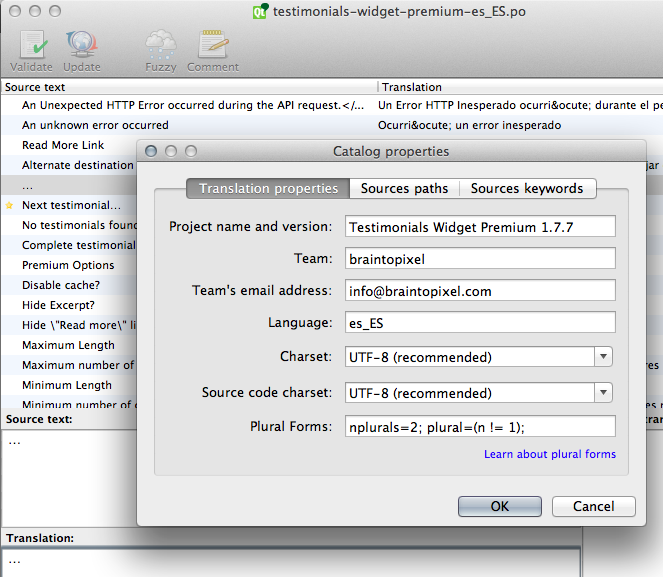 testimonials-widget-premium-es_ES.po
Validate Update Fuzzy Comment
Source text Translation
An Unexpected HTTP Error occurred during the API request.</... Un Error HTTP Inesperado ocurri&ocute; durante el pe
An unknown error occurred Ocurri&ocute; un error inesperado
Read More Link
Alternate destination jar
...
Next testimonial...
No testimonials found
Complete testimonial
Premium Options
Disable cache?
Hide Excerpt?
Hide \"Read more\" li
Maximum Length
Maximum number of res
Minimum Length
Minimum number of
Source text:
...
Translation:
...
Catalog properties
Translation properties Sources paths Sources keywords
Project name and version: Testimonials Widget Premium 1.7.7
Team: braintopixel
Team's email address: info@braintopixel.com
Language: es_ES
Charset: UTF-8 (recommended)
Source code charset: UTF-8 (recommended)
Plural Forms: nplurals=2; plural=(n != 1);
Learn about plural forms
OK Cancel